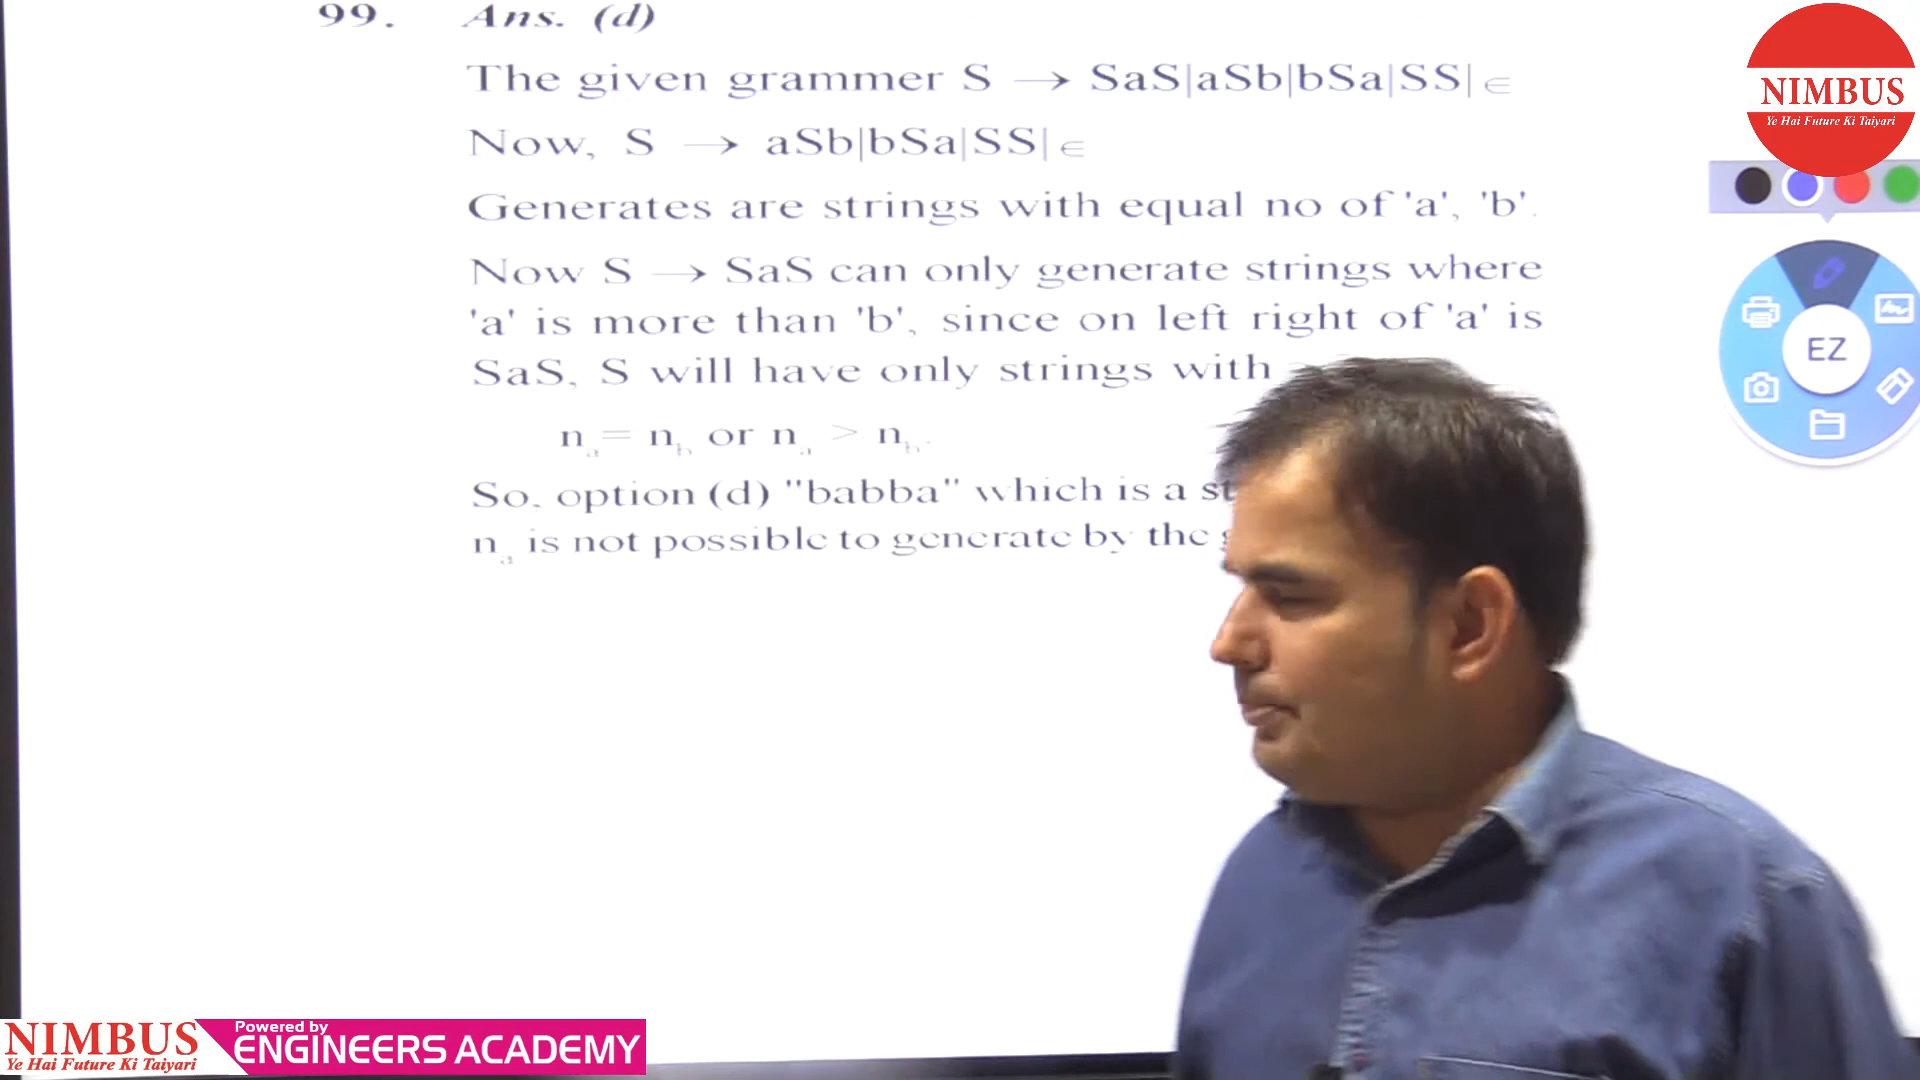 99. Ans. (d)
The given grammer S → SaS|aSb|bSa|SS|∈
Now, S → aSb|bSa|SS|∈
Generates are strings with equal no of 'a', 'b'.
Now S → SaS can only generate strings where
'a' is more than 'b', since on left right of 'a' is
SaS, S will have only strings with
nₐ = n_b or nₐ > n_b.
So, option (d) "babba" which is a
nₐ is not possible to generate by the
NIMBUS
Ye Hai Future Ki Taiyari
EZ
NIMBUS
Ye Hai Future Ki Taiyari
Powered by
ENGINEERS ACADEMY